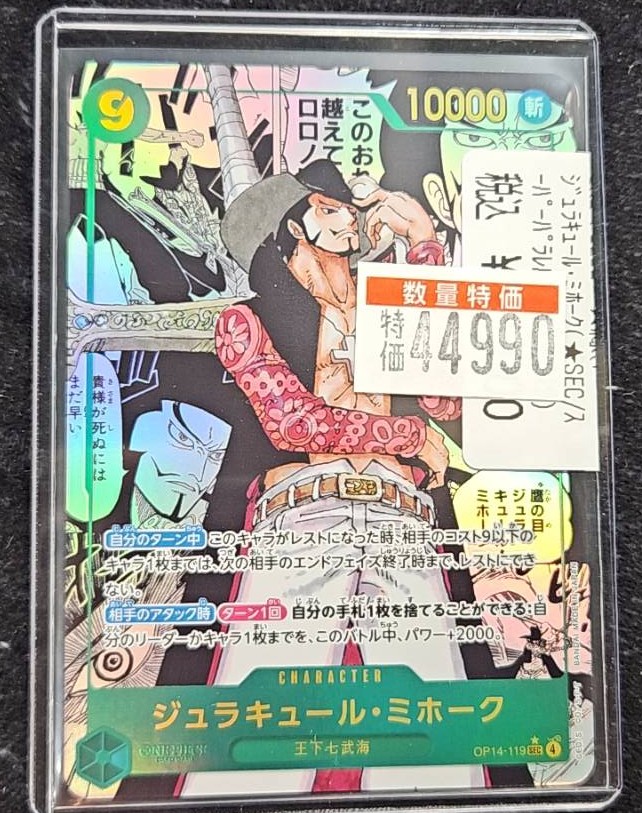 9
10000
斬
このおれを
越えて
ロロノ
ジュラキュール・ミホーク(★SEC/ス
ーパーパラレ
税込 ¥
0
数量特価
特価 44990
貴様が死ぬには
まだ早い
鷹の目
ジュラ
キュ
ミホー
自分のターン中 このキャラがレストになった時、相手のコスト9以下の
キャラ1枚までは、次の相手のエンドフェイズ終了時まで、レストにでき
ない。
相手のアタック時 ターン1回 自分の手札1枚を捨てることができる:自
分のリーダーかキャラ1枚までを、このバトル中、パワー+2000。
CHARACTER
ジュラキュール・ミホーク
ONE PIECE
CARD GAME
王下七武海
OP14-119 SEC ★ 4